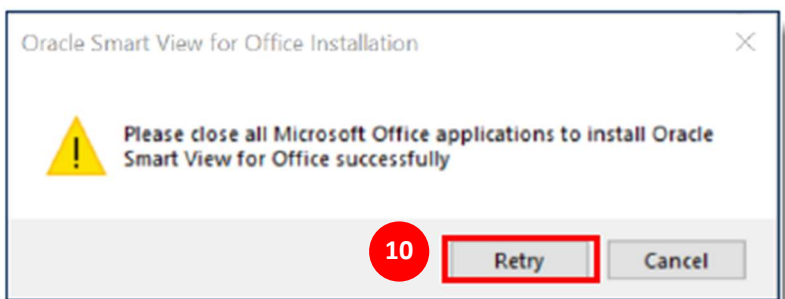 Oracle Smart View for Office Installation
Please close all Microsoft Office applications to install Oracle
Smart View for Office successfully
10 Retry Cancel